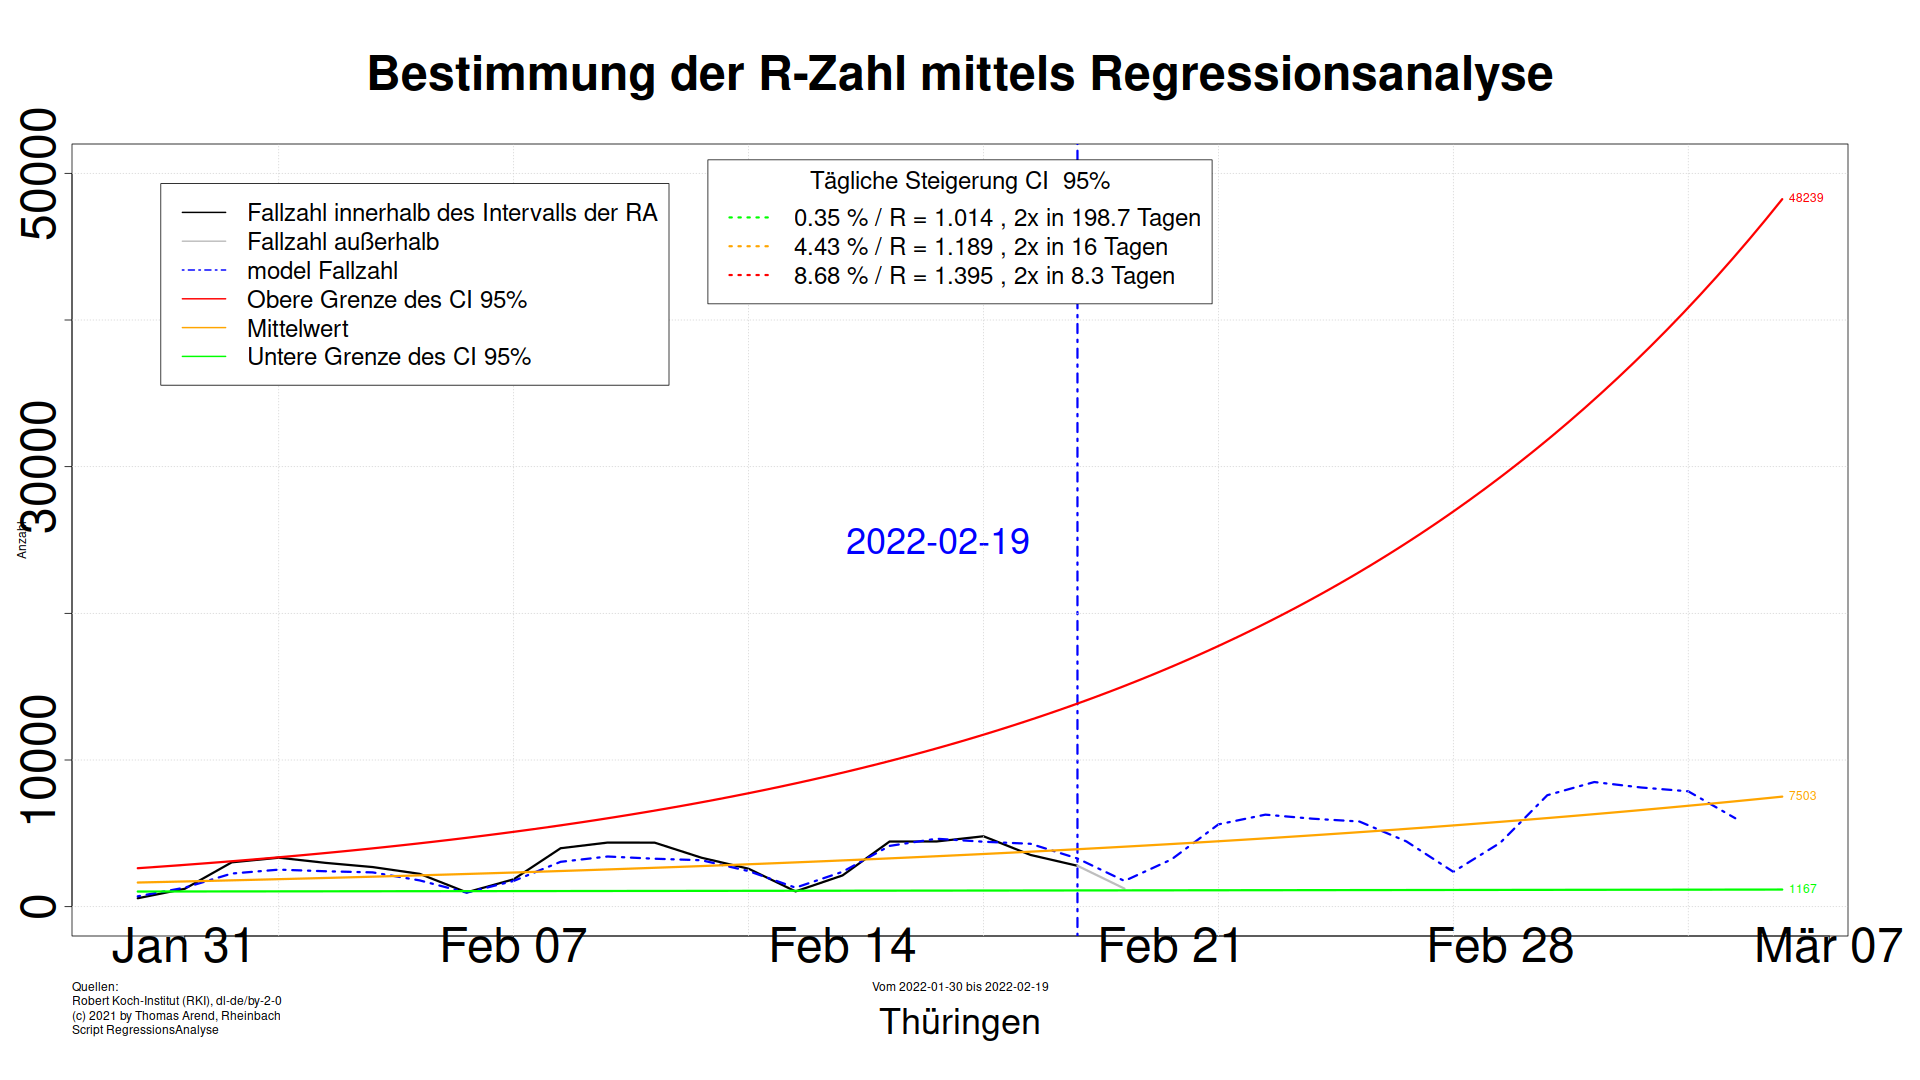 Bestimmung der R-Zahl mittels Regressionsanalyse
50000
30000
10000
0
Anzahl
Fallzahl innerhalb des Intervalls der RA
Fallzahl außerhalb
model Fallzahl
Obere Grenze des CI 95%
Mittelwert
Untere Grenze des CI 95%
Tägliche Steigerung CI 95%
0.35 % / R = 1.014 , 2x in 198.7 Tagen
4.43 % / R = 1.189 , 2x in 16 Tagen
8.68 % / R = 1.395 , 2x in 8.3 Tagen
48239
2022-02-19
7503
1167
Jan 31 Feb 07 Feb 14 Feb 21 Feb 28 Mär 07
Quellen:
Robert Koch-Institut (RKI), dl-de/by-2-0
(c) 2021 by Thomas Arend, Rheinbach
Script RegressionsAnalyse
Vom 2022-01-30 bis 2022-02-19
Thüringen